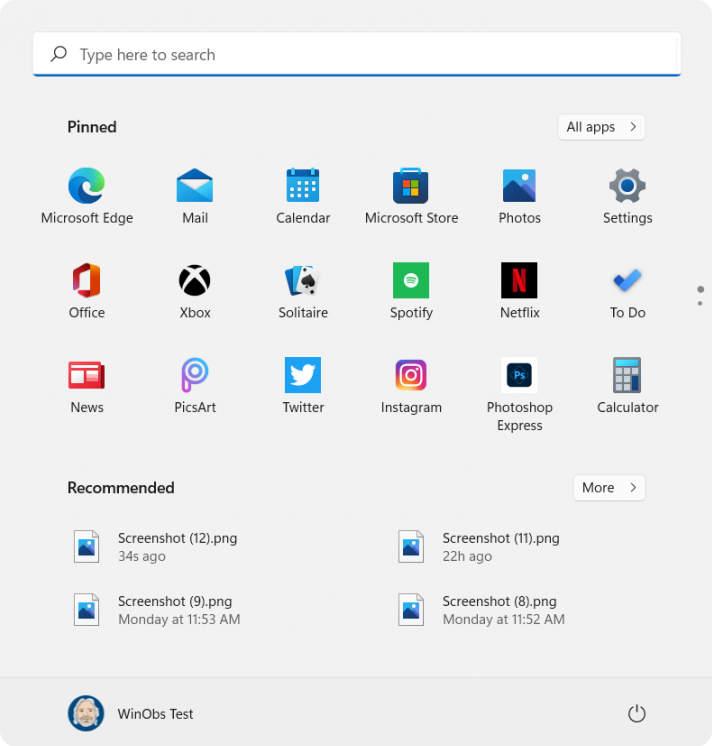 Type here to search
Pinned
All apps
Microsoft Edge
Mail
Calendar
Microsoft Store
Photos
Settings
Office
Xbox
Solitaire
Spotify
N
Netflix
To Do
News
PicsArt
Twitter
Instagram
Ps
Photoshop
Express
Calculator
Recommended
More
Screenshot (12).png
34s ago
Screenshot (11).png
22h ago
Screenshot (9).png
Monday at 11:53 AM
Screenshot (8).png
Monday at 11:52 AM
WinObs Test